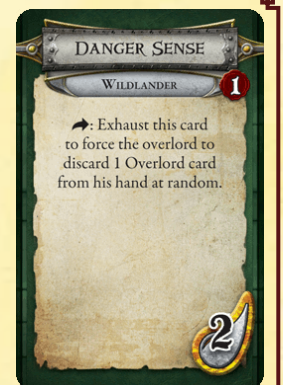 DANGER SENSE
WILDLANDER
1
: Exhaust this card
to force the overlord to
discard 1 Overlord card
from his hand at random.
2